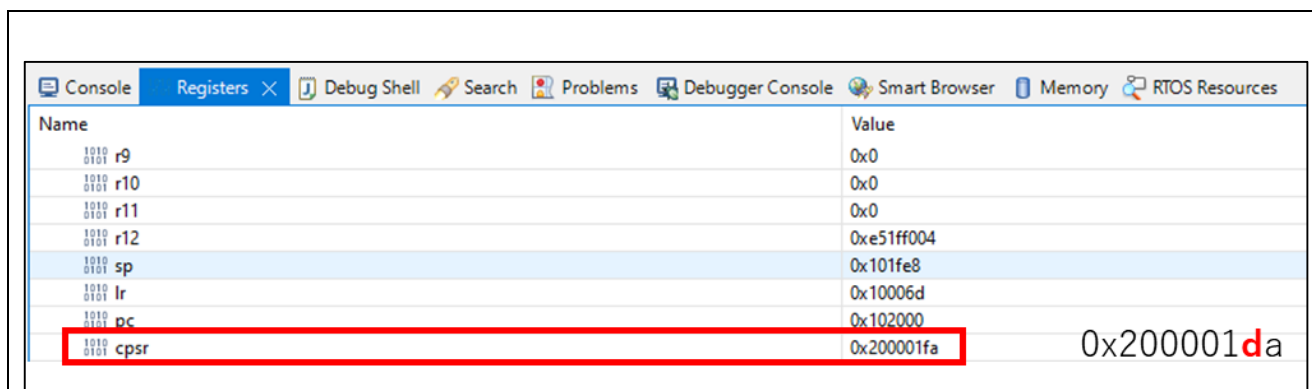 Console Registers Debug Shell Search Problems Debugger Console Smart Browser Memory RTOS Resources
Name Value
r9 0x0
r10 0x0
r11 0x0
r12 0xe51ff004
sp 0x101fe8
lr 0x10006d
pc 0x102000
cpsr 0x200001fa 0x200001da